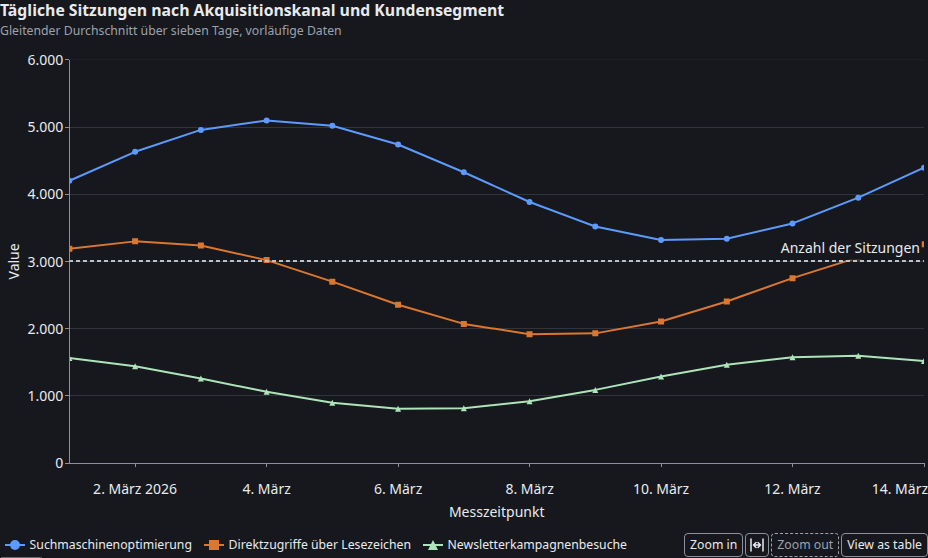 Tägliche Sitzungen nach Akquisitionskanal und Kundensegment
Gleitender Durchschnitt über sieben Tage, vorläufige Daten
6.000
5.000
4.000
3.000
2.000
1.000
0
Value
Anzahl der Sitzungen
2. März 2026
4. März
6. März
8. März
10. März
12. März
14. März
Messzeitpunkt
Suchmaschinenoptimierung
Direktzugriffe über Lesezeichen
Newsletterkampagnenbesuche
Zoom in
Zoom out
View as table